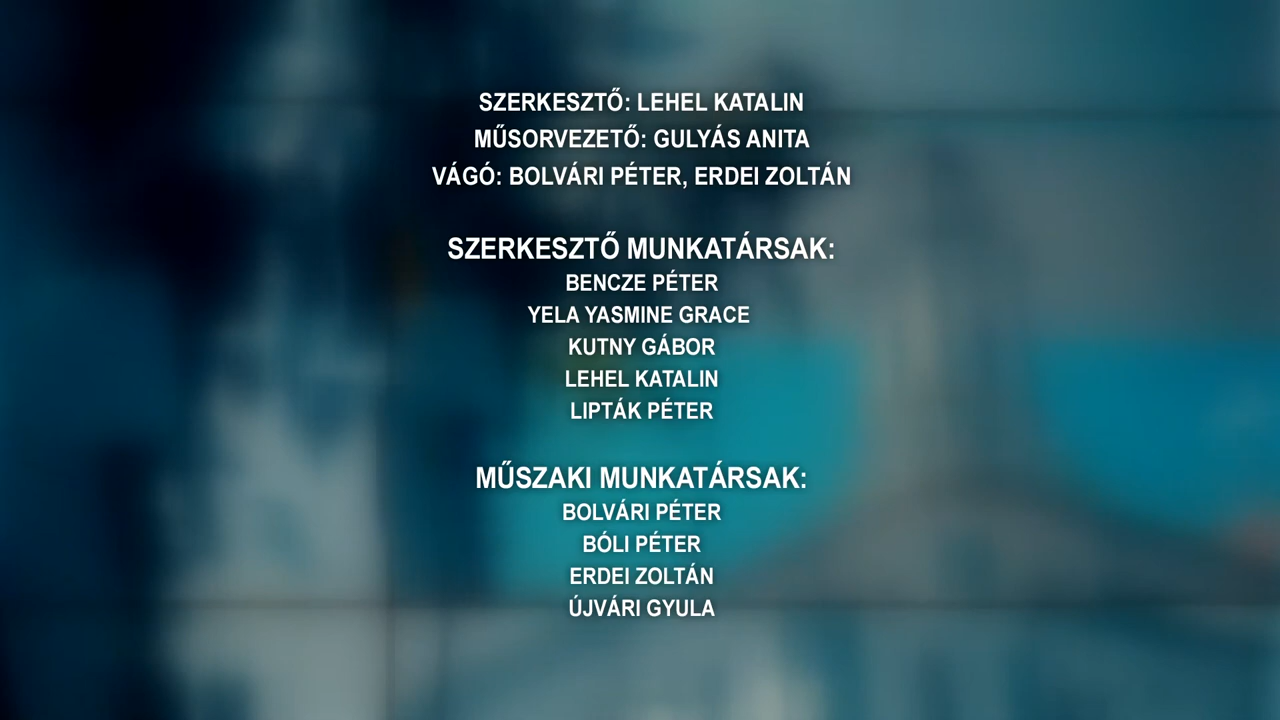 SZERKESZTŐ: LEHEL KATALIN
MŰSORVEZETŐ: GULYÁS ANITA
VÁGÓ: BOLVÁRI PÉTER, ERDEI ZOLTÁN
SZERKESZTŐ MUNKATÁRSAK:
BENCZE PÉTER
YELA YASMINE GRACE
KUTNY GÁBOR
LEHEL KATALIN
LIPTÁK PÉTER
MŰSZAKI MUNKATÁRSAK:
BOLVÁRI PÉTER
BÓLI PÉTER
ERDEI ZOLTÁN
ÚJVÁRI GYULA